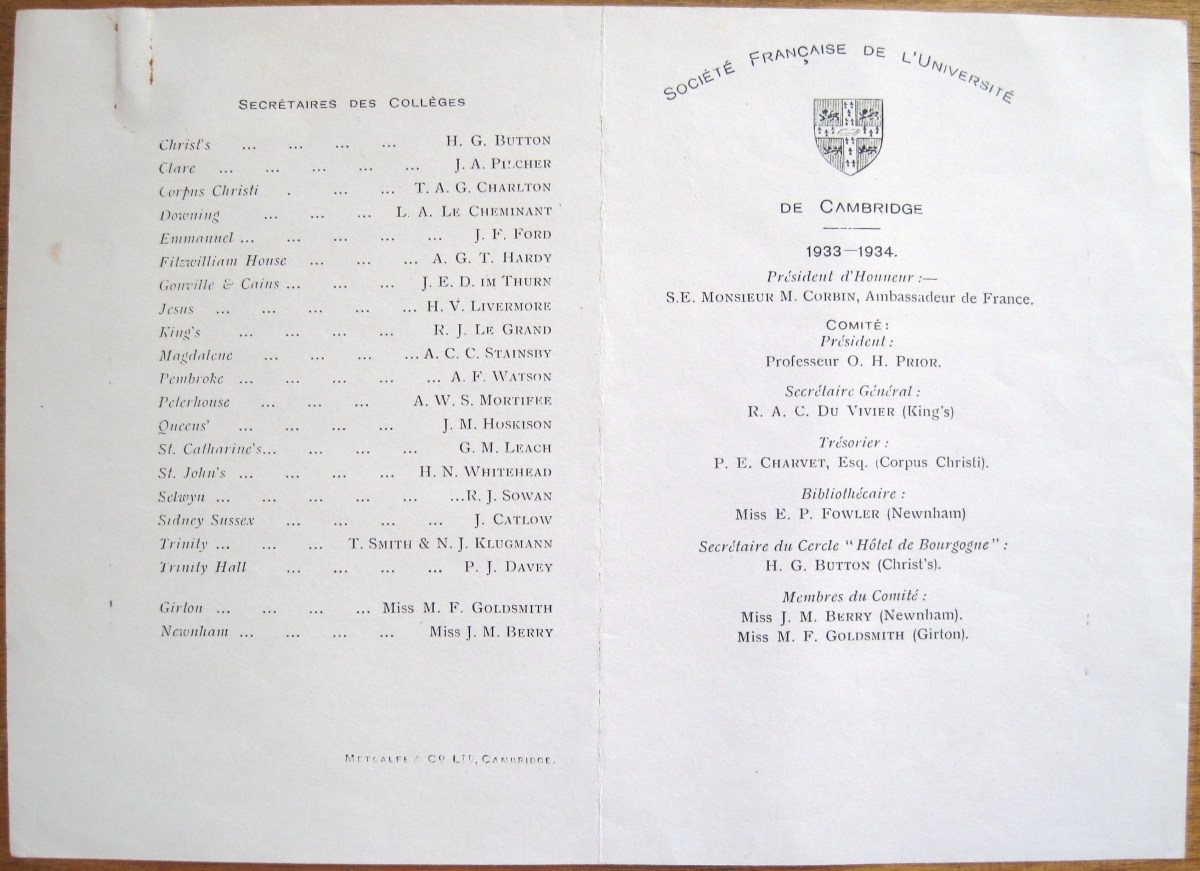 SECRÉTAIRES DES COLLÈGES
Christ's ... ... ... ... H. G. BUTTON
Clare ... ... ... ... ... J. A. PILCHER
Corpus Christi . ... ... T. A. G. CHARLTON
Downing ... ... ... L. A. LE CHEMINANT
Emmanuel ... ... ... ... ... J. F. FORD
Fitzwilliam House ... ... ... A. G. T. HARDY
Gonville & Caius ... ... ... J. E. D. IM THURN
Jesus ... ... ... ... ... H. V. LIVERMORE
King's ... ... ... ... R. J. LE GRAND
Magdalene ... ... ... ... A. C. C. STAINSBY
Pembroke ... ... ... ... ... A. F. WATSON
Peterhouse ... ... ... A. W. S. MORTIFEE
Queens' ... ... ... ... J. M. HOSKISON
St. Catharine's... ... ... ... G. M. LEACH
St. John's ... ... ... ... H. N. WHITEHEAD
Selwyn ... ... ... ... ... ...R. J. SOWAN
Sidney Sussex ... ... ... ... J. CATLOW
Trinity ... ... ... T. SMITH & N. J. KLUGMANN
Trinity Hall ... ... ... ... P. J. DAVEY
Girton ... ... ... ... Miss M. F. GOLDSMITH
Newnham ... ... ... ... Miss J. M. BERRY
METCALFE & CO LTD, CAMBRIDGE.
SOCIÉTÉ FRANÇAISE DE L'UNIVERSITÉ
DE CAMBRIDGE
1933—1934.
Président d'Honneur :—
S.E. MONSIEUR M. CORBIN, Ambassadeur de France.
COMITÉ:
Président :
Professeur O. H. PRIOR.
Secrétaire Général :
R. A. C. DU VIVIER (King's)
Trésorier :
P. E. CHARVET, Esq. (Corpus Christi).
Bibliothécaire :
Miss E. P. FOWLER (Newnham)
Secrétaire du Cercle "Hôtel de Bourgogne" :
H. G. BUTTON (Christ's).
Membres du Comité :
Miss J. M. BERRY (Newnham).
Miss M. F. GOLDSMITH (Girton).